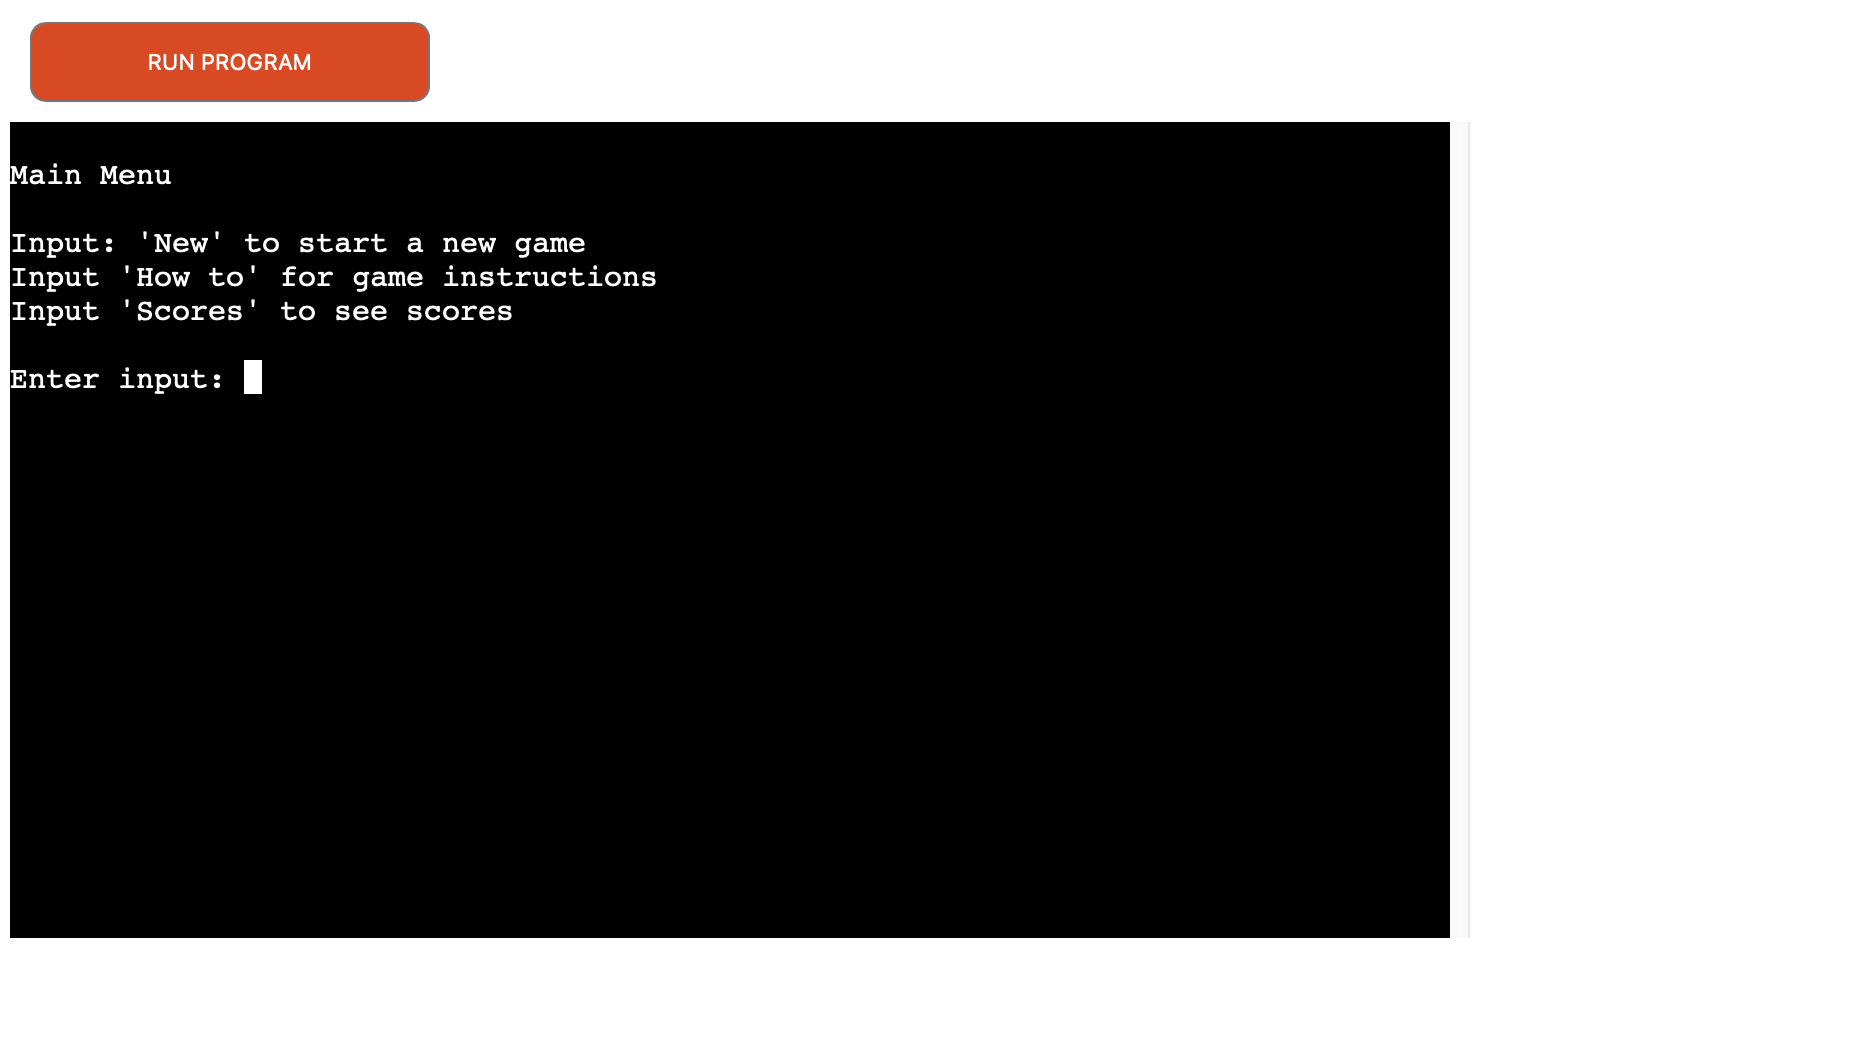 RUN PROGRAM
Main Menu
Input: 'New' to start a new game
Input 'How to' for game instructions
Input 'Scores' to see scores
Enter input: